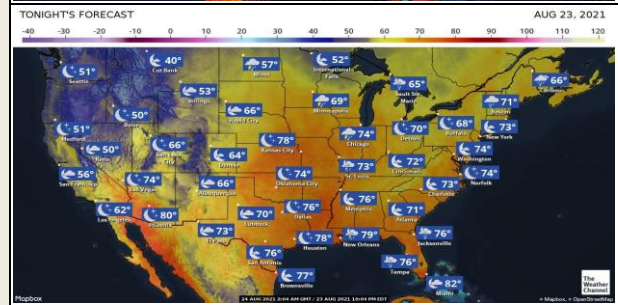 TONIGHT'S FORECAST
AUG 23, 2021
-40 -30 -20 -10 0 10 20 30 40 50 60 70 80 90 100 110 120
51°
Seattle
40°
Cut Bank
57°
Minot
52°
International Falls
65°
Sault Ste Marie
66°
Caribou
53°
Billings
50°
Boise
66°
Rapid City
69°
Minneapolis
71°
Boston
51°
Medford
50°
Reno
66°
Salt Lake City
64°
Denver
78°
Kansas City
74°
Chicago
70°
Detroit
68°
Buffalo
73°
New York
74°
Washington
56°
San Francisco
74°
Las Vegas
66°
Albuquerque
74°
Oklahoma City
73°
St. Louis
72°
Cincinnati
74°
Norfolk
73°
Charlotte
62°
Los Angeles
80°
Phoenix
73°
El Paso
70°
Lubbock
76°
Dallas
76°
Memphis
71°
Atlanta
76°
San Antonio
78°
Houston
79°
New Orleans
76°
Jacksonville
77°
Brownsville
76°
Tampa
82°
Miami
The Weather Channel
24 AUG 2021 2:04 AM GMT / 23 AUG 2021 10:04 PM EDT
© Mapbox, © OpenStreetMap